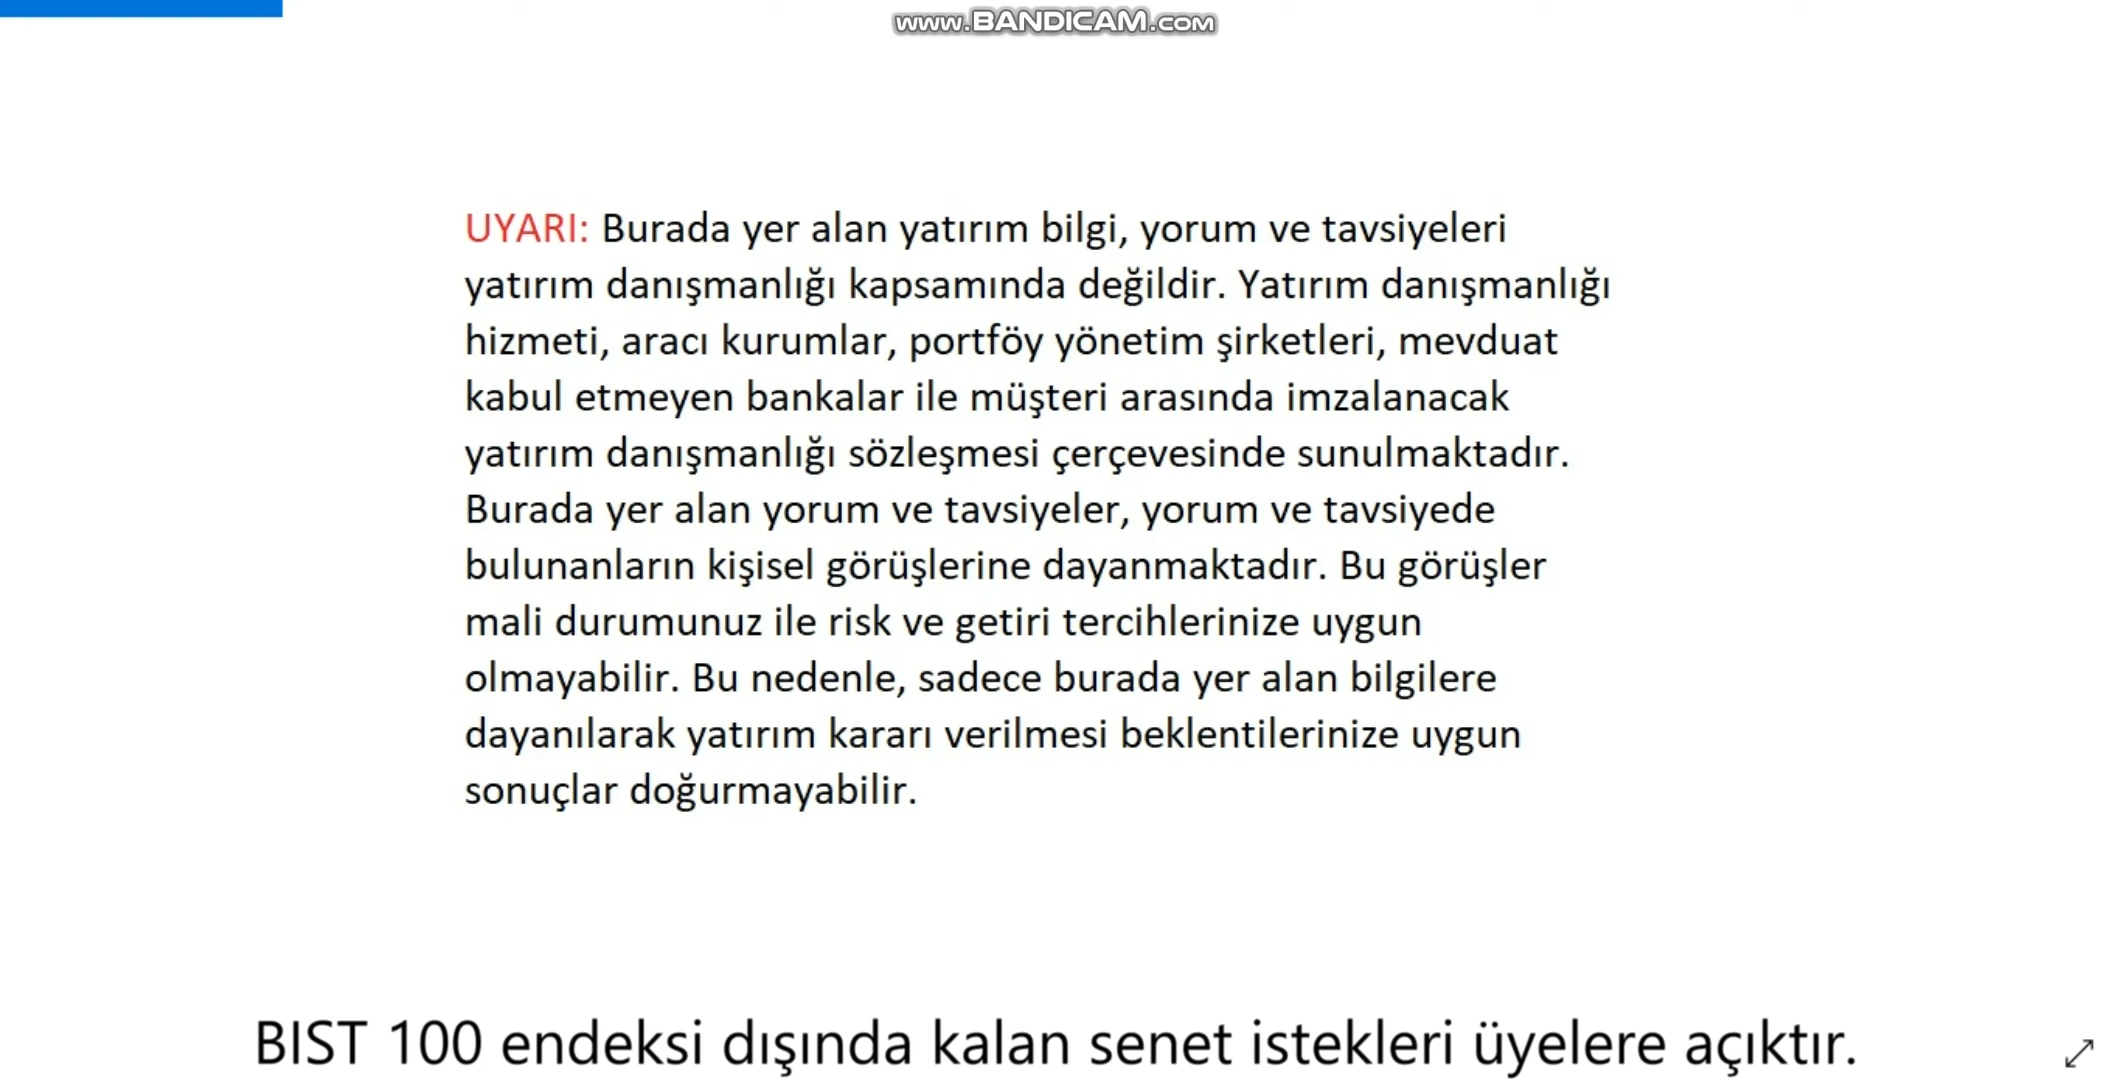 www.BANDICAM.com
UYARI: Burada yer alan yatırım bilgi, yorum ve tavsiyeleri
yatırım danışmanlığı kapsamında değildir. Yatırım danışmanlığı
hizmeti, aracı kurumlar, portföy yönetim şirketleri, mevduat
kabul etmeyen bankalar ile müşteri arasında imzalanacak
yatırım danışmanlığı sözleşmesi çerçevesinde sunulmaktadır.
Burada yer alan yorum ve tavsiyeler, yorum ve tavsiyede
bulunanların kişisel görüşlerine dayanmaktadır. Bu görüşler
mali durumunuz ile risk ve getiri tercihlerinize uygun
olmayabilir. Bu nedenle, sadece burada yer alan bilgilere
dayanılarak yatırım kararı verilmesi beklentilerinize uygun
sonuçlar doğurmayabilir.
BIST 100 endeksi dışında kalan senet istekleri üyelere açıktır.